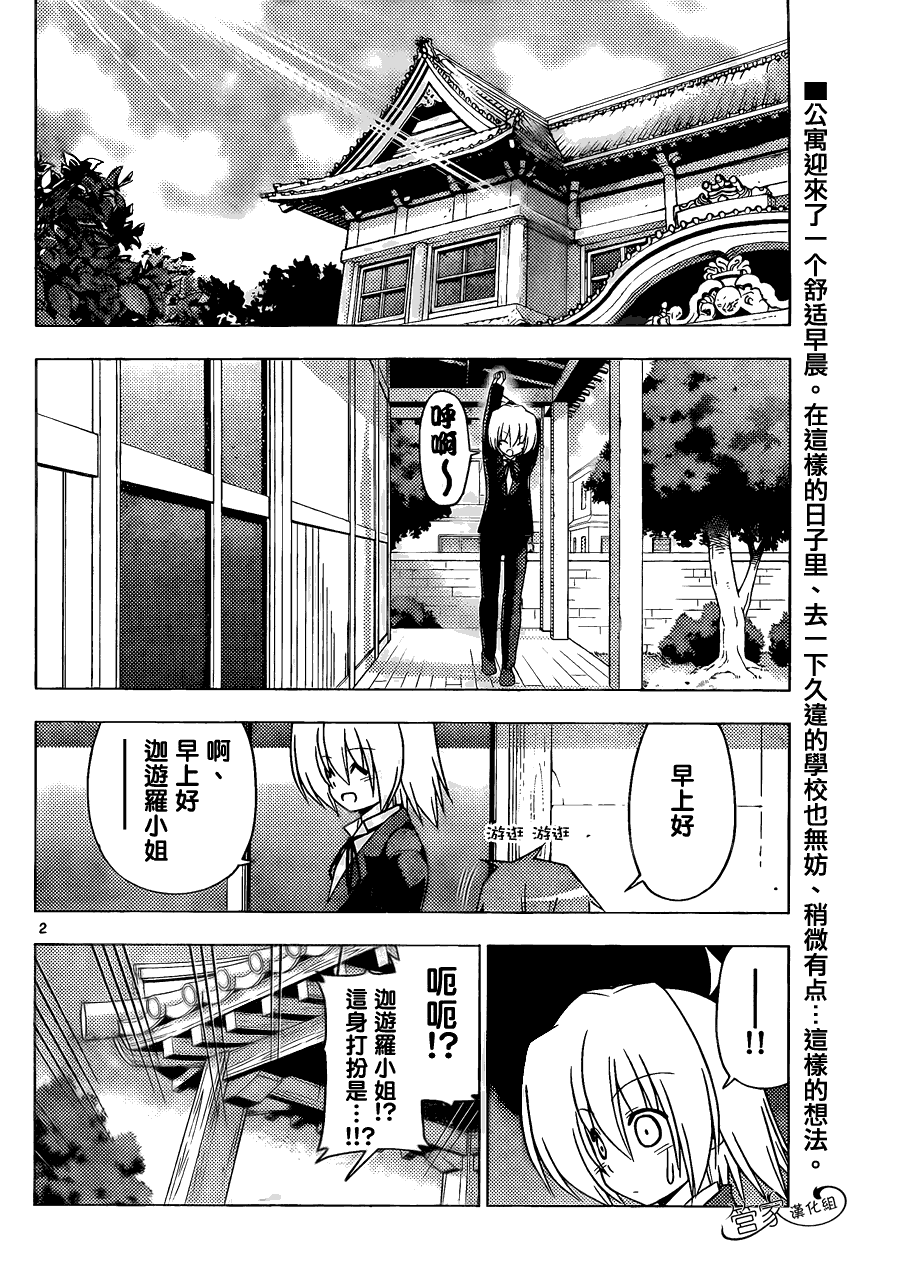 ■公寓迎來了一个舒适早晨。在這樣的日子里、去一下久違的學校也無妨、稍微有点…這樣的想法。
呼啊～
早上好
游逛 游逛
啊、
早上好
迦遊羅小姐
——
——!!
呃呃!?
迦遊羅小姐!?
這身打扮是…!!?
2
管家漢化組